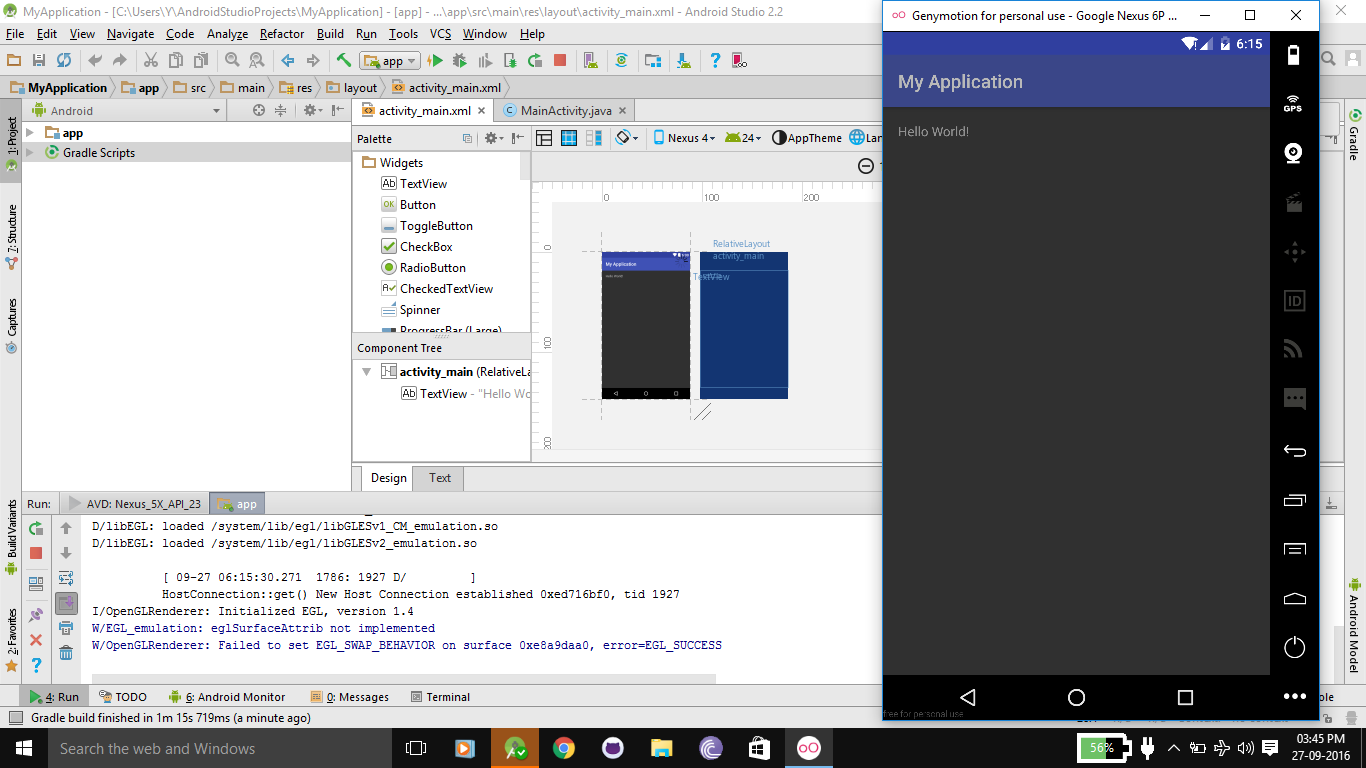 MyApplication - [C:\Users\Y\AndroidStudioProjects\MyApplication] - [app] - ...\app\src\main\res\layout\activity_main.xml - Android Studio 2.2
File Edit View Navigate Code Analyze Refactor Build Run Tools VCS Window Help
app
MyApplication app src main res layout activity_main.xml
1: Project
7: Structure
Captures
Build Variants
2: Favorites
Android
app
Gradle Scripts
activity_main.xml MainActivity.java
Palette
Nexus 4 24 AppTheme
Widgets
Ab TextView
OK Button
ToggleButton
CheckBox
RadioButton
CheckedTextView
Spinner
ProgressBar (Large)
Component Tree
activity_main (RelativeLa
Ab TextView - "Hello Wo
0 100 200
0
100
200
My Application
Hello World!
RelativeLayout
activity_main
TextView
Design Text
Run: AVD: Nexus_5X_API_23 app
D/libEGL: loaded /system/lib/egl/libGLESv1_CM_emulation.so
D/libEGL: loaded /system/lib/egl/libGLESv2_emulation.so
[ 09-27 06:15:30.271 1786: 1927 D/ ]
HostConnection::get() New Host Connection established 0xed716bf0, tid 1927
I/OpenGLRenderer: Initialized EGL, version 1.4
W/EGL_emulation: eglSurfaceAttrib not implemented
W/OpenGLRenderer: Failed to set EGL_SWAP_BEHAVIOR on surface 0xe8a9daa0, error=EGL_SUCCESS
4: Run TODO 6: Android Monitor 0: Messages Terminal
Gradle build finished in 1m 15s 719ms (a minute ago)
Genymotion for personal use - Google Nexus 6P ...
6:15
My Application
Hello World!
GPS
ID
free for personal use
Gradle
Android Model
Search the web and Windows
56%
03:45 PM
27-09-2016